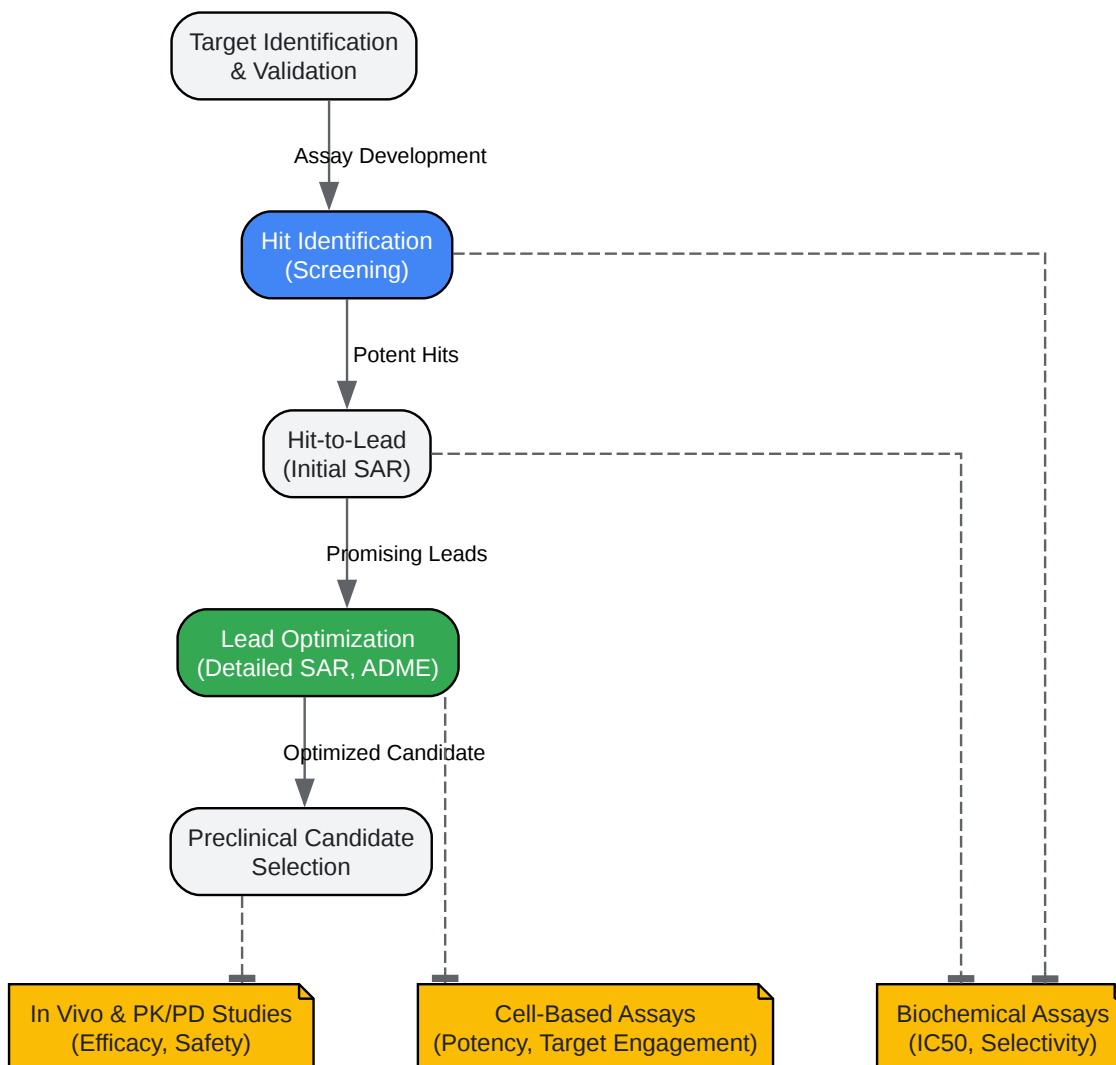 Target Identification
& Validation
Assay Development
Hit Identification
(Screening)
Potent Hits
Hit-to-Lead
(Initial SAR)
Promising Leads
Lead Optimization
(Detailed SAR, ADME)
Optimized Candidate
Preclinical Candidate
Selection
In Vivo & PK/PD Studies
(Efficacy, Safety)
Cell-Based Assays
(Potency, Target Engagement)
Biochemical Assays
(IC50, Selectivity)